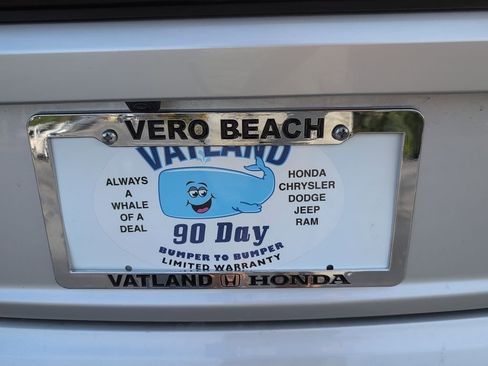 VERO BEACH
VATLAND
ALWAYS
A
WHALE
OF A
DEAL
HONDA
CHRYSLER
DODGE
JEEP
RAM
90 Day
BUMPER TO BUMPER
LIMITED WARRANTY
VATLAND HONDA